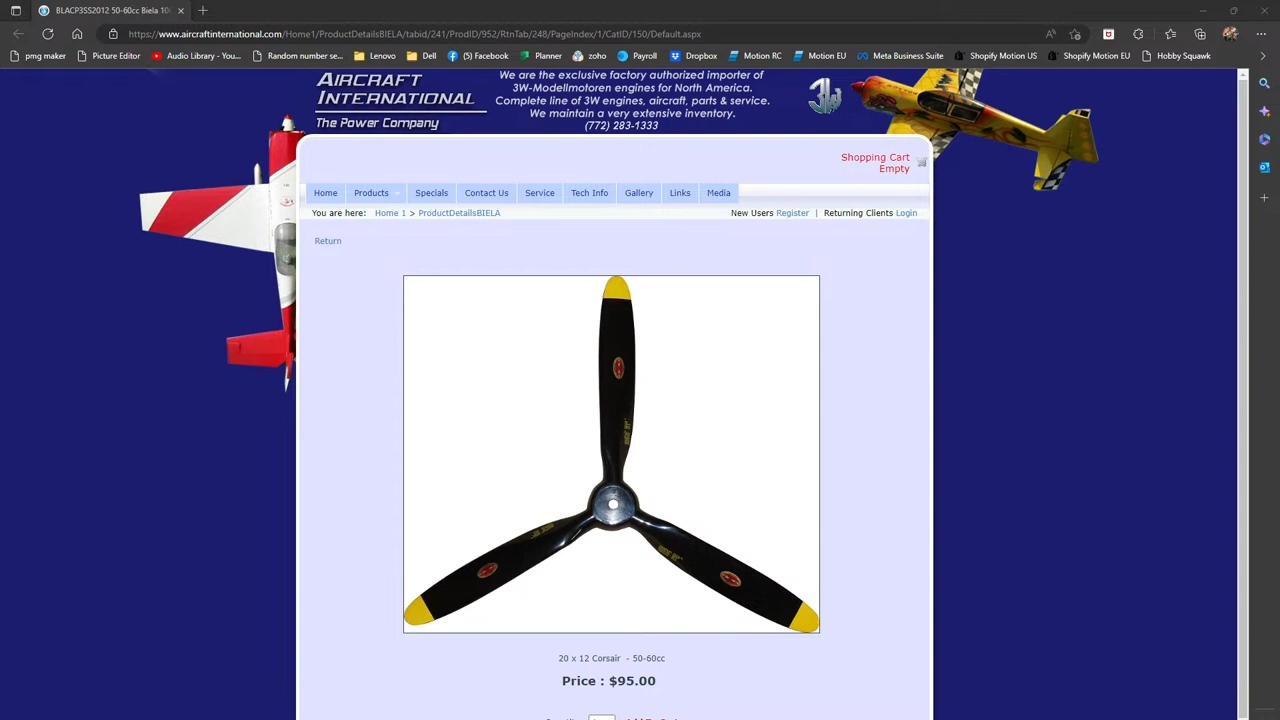 BLACP3SS2012 50-60cc Biela 10
https://www.aircraftinternational.com/Home1/ProductDetailsBIELA/tabid/241/ProdID/952/RtnTab/248/PageIndex/1/CatID/150/Default.aspx
pmg maker Picture Editor Audio Library - You... Random number se... Lenovo Dell (5) Facebook Planner zoho Payroll Dropbox Motion RC Motion EU Meta Business Suite Shopify Motion US Shopify Motion EU Hobby Squawk
AIRCRAFT
INTERNATIONAL
The Power Company
We are the exclusive factory authorized importer of
3W-Modellmotoren engines for North America.
Complete line of 3W engines, aircraft, parts & service.
We maintain a very extensive inventory.
(772) 283-1333
3W
Shopping Cart
Empty
Home Products Specials Contact Us Service Tech Info Gallery Links Media
You are here: Home 1 > ProductDetailsBIELA
New Users Register | Returning Clients Login
Return
20 x 12 Corsair - 50-60cc
Price : $95.00